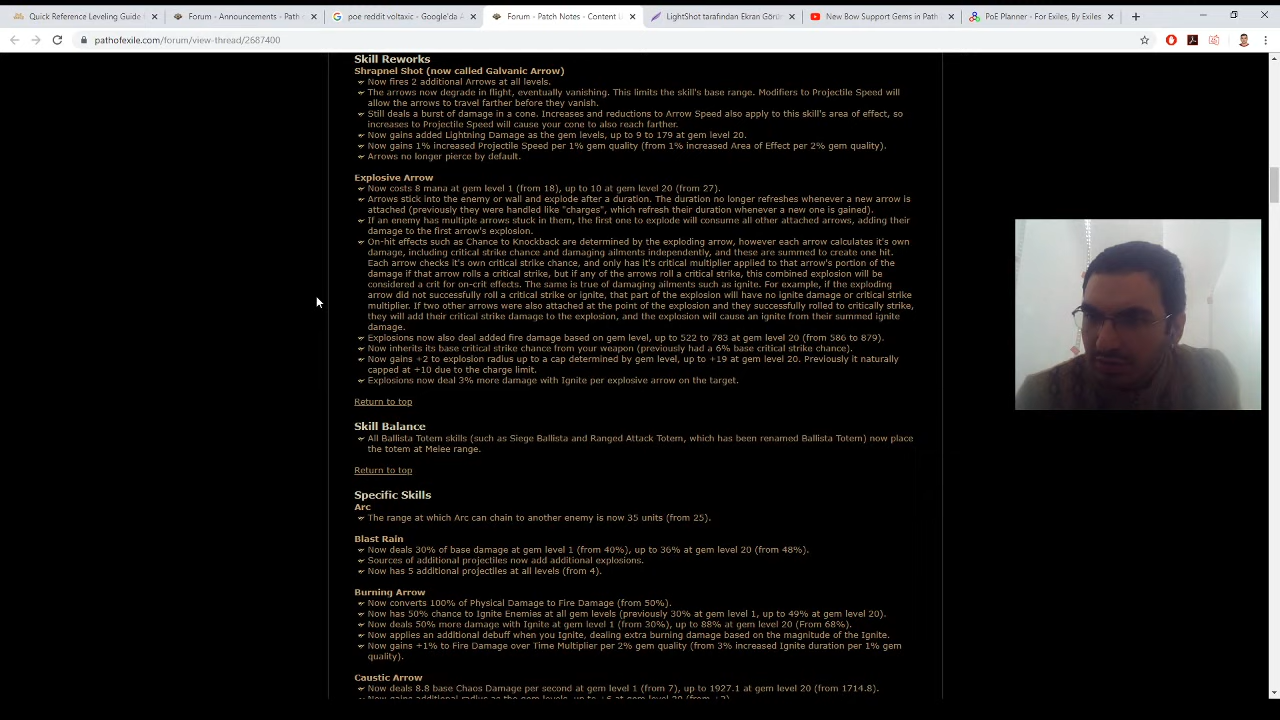 Quick Reference Leveling Guide f
Forum - Announcements - Path o
poe reddit voltaxic - Google'da A
Forum - Patch Notes - Content U
LightShot tarafından Ekran Görün
New Bow Support Gems in Path
PoE Planner - For Exiles, By Exiles
pathofexile.com/forum/view-thread/2687400
Skill Reworks
Shrapnel Shot (now called Galvanic Arrow)
Now fires 2 additional Arrows at all levels.
The arrows now degrade in flight, eventually vanishing. This limits the skill's base range. Modifiers to Projectile Speed will
allow the arrows to travel farther before they vanish.
Still deals a burst of damage in a cone. Increases and reductions to Arrow Speed also apply to this skill's area of effect, so
increases to Projectile Speed will cause your cone to also reach farther.
Now gains added Lightning Damage as the gem levels, up to 9 to 179 at gem level 20.
Now gains 1% increased Projectile Speed per 1% gem quality (from 1% increased Area of Effect per 2% gem quality).
Arrows no longer pierce by default.
Explosive Arrow
Now costs 8 mana at gem level 1 (from 18), up to 10 at gem level 20 (from 27).
Arrows stick into the enemy or wall and explode after a duration. The duration no longer refreshes whenever a new arrow is
attached (previously they were handled like "charges", which refresh their duration whenever a new one is gained).
If an enemy has multiple arrows stuck in them, the first one to explode will consume all other attached arrows, adding their
damage to the first arrow's explosion.
On-hit effects such as Chance to Knockback are determined by the exploding arrow, however each arrow calculates it's own
damage, including critical strike chance and damaging ailments independently, and these are summed to create one hit.
Each arrow checks it's own critical strike chance, and only has it's critical multiplier applied to that arrow's portion of the
damage if that arrow rolls a critical strike, but if any of the arrows roll a critical strike, this combined explosion will be
considered a crit for on-crit effects. The same is true of damaging ailments such as ignite. For example, if the exploding
arrow did not successfully roll a critical strike or ignite, that part of the explosion will have no ignite damage or critical strike
multiplier. If two other arrows were also attached at the point of the explosion and they successfully rolled to critically strike,
they will add their critical strike damage to the explosion, and the explosion will cause an ignite from their summed ignite
damage.
Explosions now also deal added fire damage based on gem level, up to 522 to 783 at gem level 20 (from 586 to 879).
Now inherits its base critical strike chance from your weapon (previously had a 6% base critical strike chance).
Now gains +2 to explosion radius up to a cap determined by gem level, up to +19 at gem level 20. Previously it naturally
capped at +10 due to the charge limit.
Explosions now deal 3% more damage with Ignite per explosive arrow on the target.
Return to top
Skill Balance
All Ballista Totem skills (such as Siege Ballista and Ranged Attack Totem, which has been renamed Ballista Totem) now place
the totem at Melee range.
Return to top
Specific Skills
Arc
The range at which Arc can chain to another enemy is now 35 units (from 25).
Blast Rain
Now deals 30% of base damage at gem level 1 (from 40%), up to 36% at gem level 20 (from 48%).
Sources of additional projectiles now add additional explosions.
Now has 5 additional projectiles at all levels (from 4).
Burning Arrow
Now converts 100% of Physical Damage to Fire Damage (from 50%).
Now has 50% chance to Ignite Enemies at all gem levels (previously 30% at gem level 1, up to 49% at gem level 20).
Now deals 50% more damage with Ignite at gem level 1 (from 30%), up to 88% at gem level 20 (From 68%).
Now applies an additional debuff when you Ignite, dealing extra burning damage based on the magnitude of the Ignite.
Now gains +1% to Fire Damage over Time Multiplier per 2% gem quality (from 3% increased Ignite duration per 1% gem
quality).
Caustic Arrow
Now deals 8.8 base Chaos Damage per second at gem level 1 (from 7), up to 1927.1 at gem level 20 (from 1714.8).